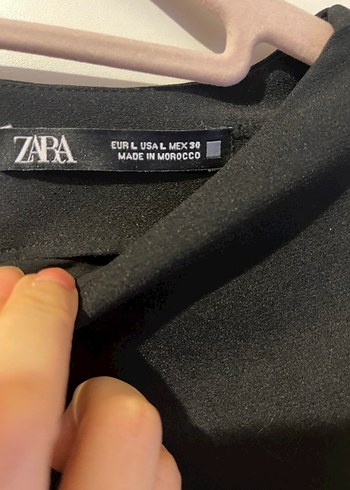 ZARA
EUR L USA L MEX 30
MADE IN MOROCCO